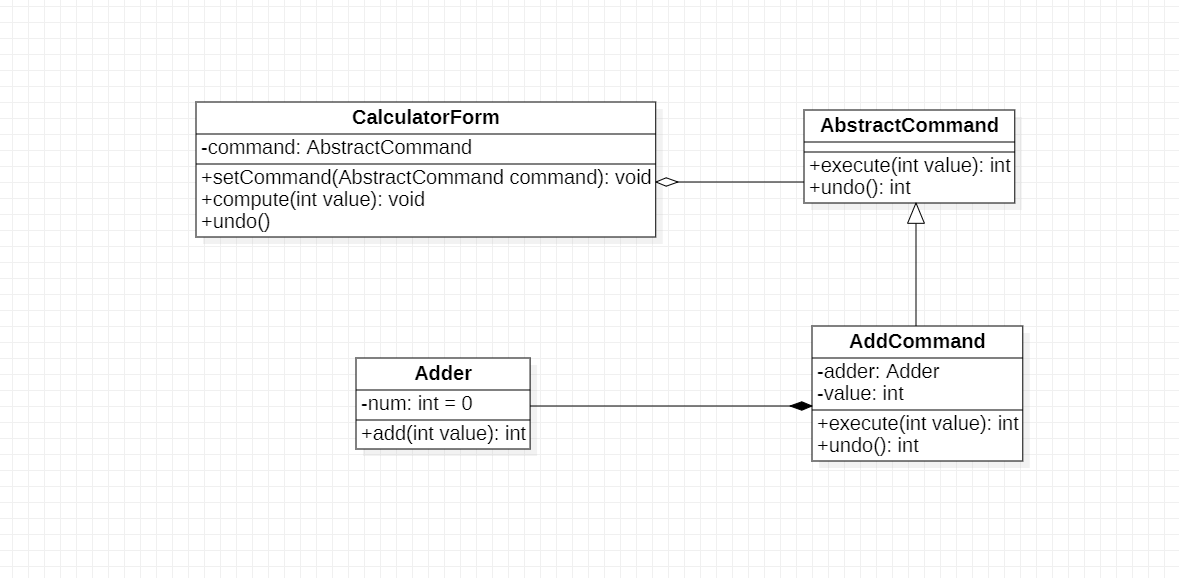 CalculatorForm
-command: AbstractCommand
+setCommand(AbstractCommand command): void
+compute(int value): void
+undo()
AbstractCommand
+execute(int value): int
+undo(): int
Adder
-num: int = 0
+add(int value): int
AddCommand
-adder: Adder
-value: int
+execute(int value): int
+undo(): int